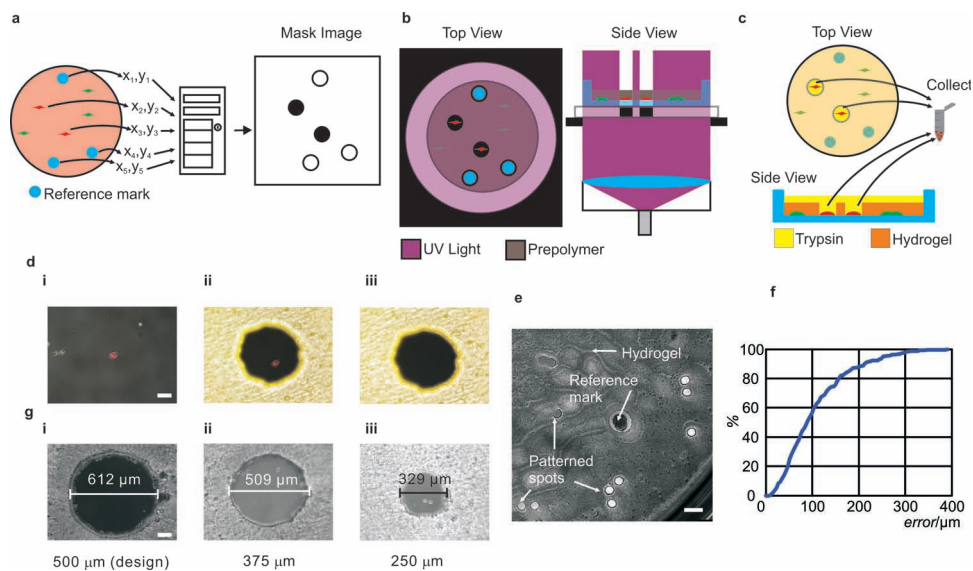 a
Mask Image
x1,y1
x2,y2
x3,y3
x4,y4
x5,y5
Reference mark
b
Top View
Side View
UV Light
Prepolymer
c
Top View
Collect
Side View
Trypsin
Hydrogel
d
i
ii
iii
e
Hydrogel
Reference
mark
Patterned
spots
f
100
80
60
40
20
0
%
0
100
200
300
400
error/µm
g
i
ii
iii
612 µm
509 µm
329 µm
500 µm (design)
375 µm
250 µm